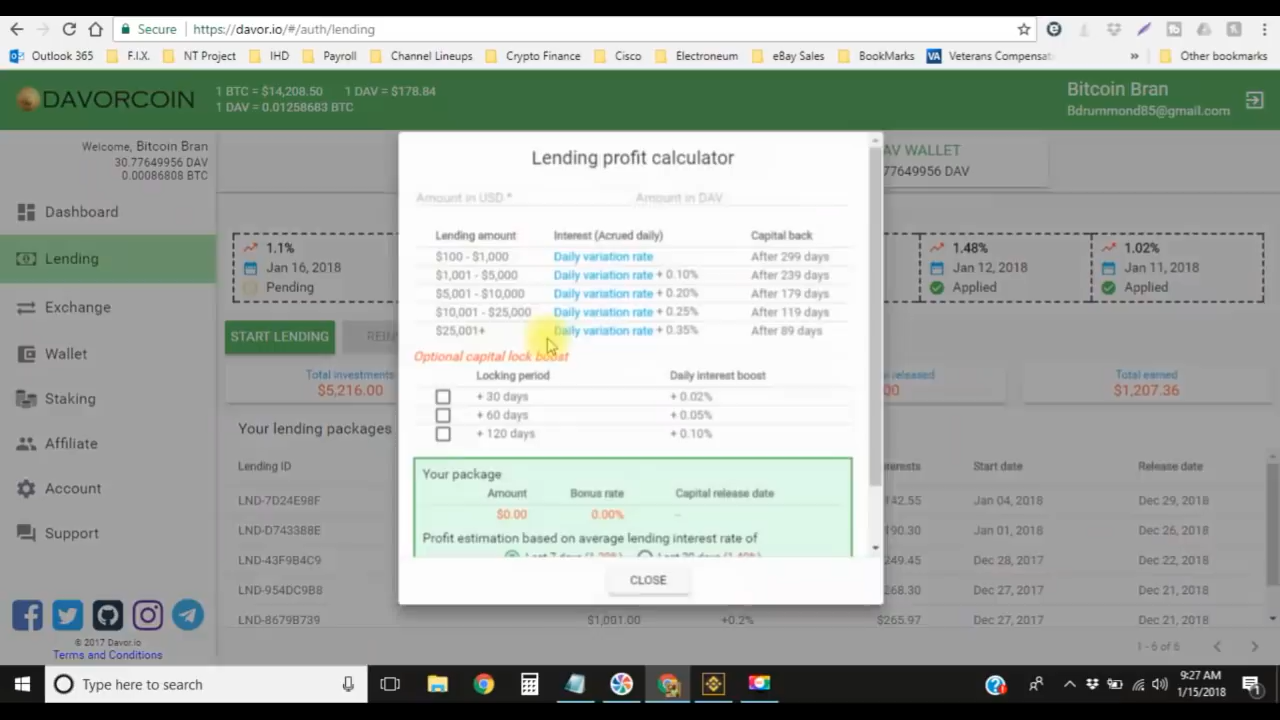 Secure https://davor.io/#/auth/lending
Outlook 365 F.I.X. NT Project IHD Payroll Channel Lineups Crypto Finance Cisco Electroneum eBay Sales BookMarks VA Veterans Compensat » Other bookmarks
DAVORCOIN
1 BTC = $14,208.50 1 DAV = $178.84
1 DAV = 0.01258683 BTC
Bitcoin Bran
Bdrummond85@gmail.com
Welcome, Bitcoin Bran
30.77649956 DAV
0.00086808 BTC
Dashboard
Lending
Exchange
Wallet
Staking
Affiliate
Account
Support
© 2017 Davor.io
Terms and Conditions
AV WALLET
77649956 DAV
1.1%
Jan 16, 2018
Pending
1.48%
Jan 12, 2018
Applied
1.02%
Jan 11, 2018
Applied
START LENDING
Total investments
$5,216.00
released
00
Total earned
$1,207.36
Your lending packages
Lending ID
terests Start date Release date
LND-7D24E98F 142.55 Jan 04, 2018 Dec 29, 2018
LND-D743388E 190.30 Jan 01, 2018 Dec 26, 2018
LND-43F9B4C9 249.45 Dec 28, 2017 Dec 22, 2018
LND-954DC9B8 268.30 Dec 27, 2017 Dec 21, 2018
LND-8679B739 $1,001.00 +0.2% $265.97 Dec 27, 2017 Dec 21, 2018
1 - 6 of 6
Lending profit calculator
Amount in USD * Amount in DAV
Lending amount Interest (Accrued daily) Capital back
$100 - $1,000 Daily variation rate After 299 days
$1,001 - $5,000 Daily variation rate + 0.10% After 239 days
$5,001 - $10,000 Daily variation rate + 0.20% After 179 days
$10,001 - $25,000 Daily variation rate + 0.25% After 119 days
$25,001+ Daily variation rate + 0.35% After 89 days
Optional capital lock boost
Locking period Daily interest boost
+ 30 days + 0.02%
+ 60 days + 0.05%
+ 120 days + 0.10%
Your package
Amount Bonus rate Capital release date
$0.00 0.00% –
Profit estimation based on average lending interest rate of
CLOSE
Type here to search
9:27 AM
1/15/2018